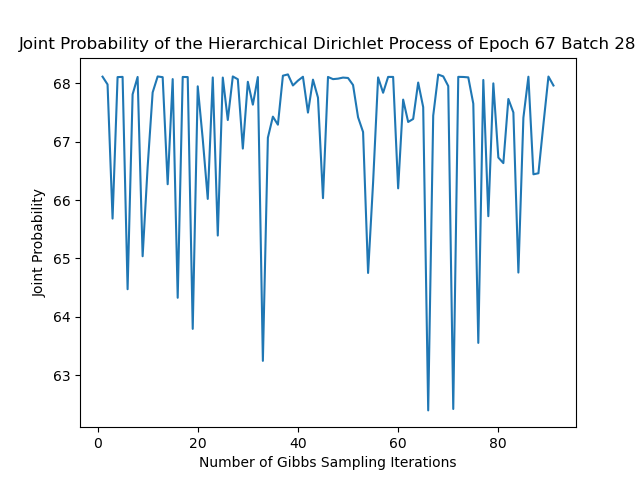 Joint Probability of the Hierarchical Dirichlet Process of Epoch 67 Batch 28
68
67
66
65
64
63
Joint Probability
0 20 40 60 80
Number of Gibbs Sampling Iterations